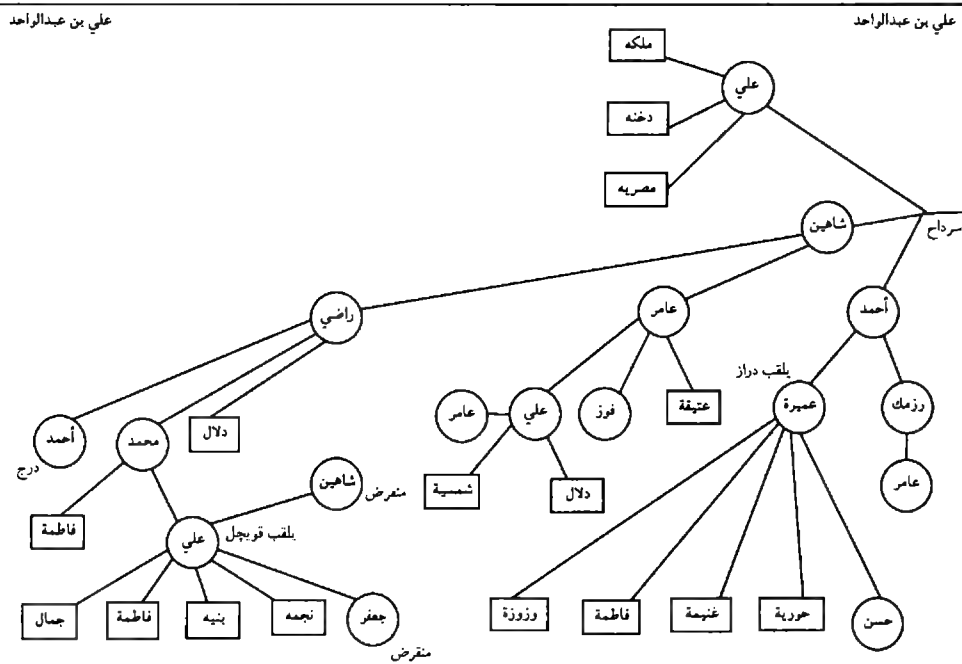 علي بن عبدالواحد
علي بن عبدالواحد
ملكه
علي
دخنه
مصريه
سرداح
شاهين
أحمد
عامر
راضي
يلقب دراز
رزمك
عميرة
عتيقة
فوز
علي
عامر
دلال
محمد
أحمد
درج
عامر
دلال
شمسية
شاهين
منقرض
فاطمة
علي
يلقب قويچل
حسن
حورية
غنيمة
فاطمة
وزوزة
جعفر
منقرض
نجمه
بنيه
فاطمة
جمال